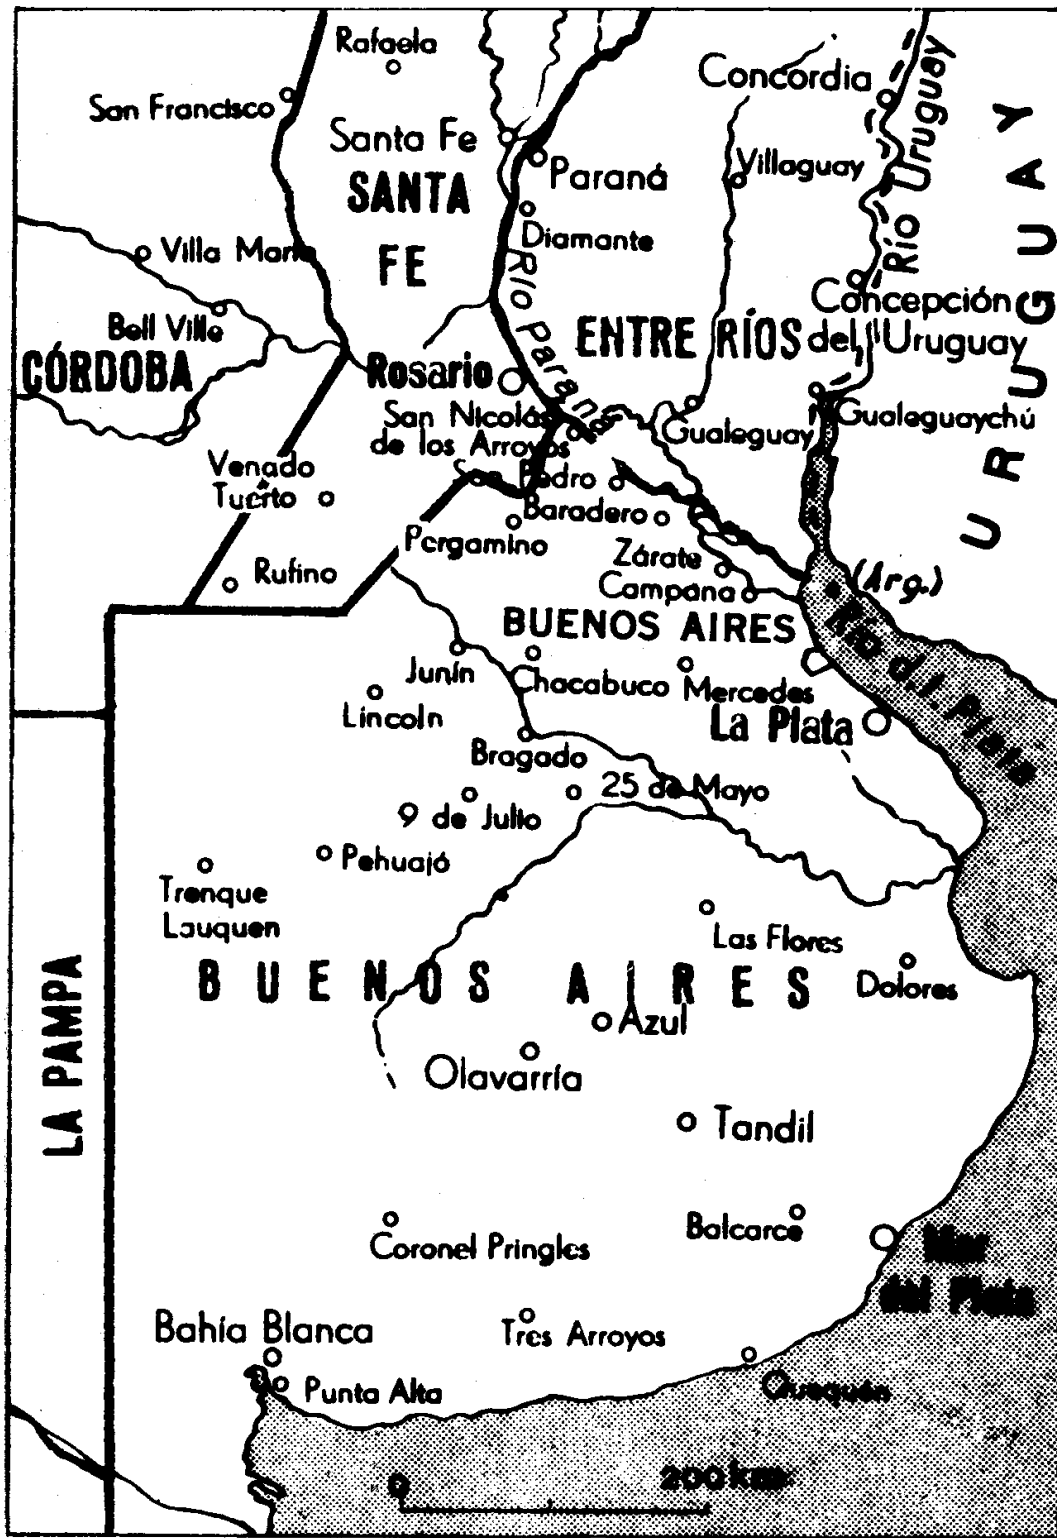 Rafaela
San Francisco
Santa Fe
SANTA
FE
Concordia
Paraná
Villaguay
Río Uruguay
URUGUAY
Diamante
Villa María
Río Paraná
Bell Ville
CÓRDOBA
Rosario
ENTRE RÍOS
Concepción
del Uruguay
San Nicolás
de los Arroyos
Gualeguay
Gualeguaychú
Venado
Tuerto
San Pedro
Baradero
Pergamino
Rufino
Zárate
Campana
(Arg.)
BUENOS AIRES
Río d.l. Plata
Junín
Chacabuco
Mercedes
Lincoln
La Plata
Bragado
25 de Mayo
9 de Julio
Pehuajó
Trenque
Lauquen
Las Flores
BUENOS AIRES
Dolores
Azul
Olavarría
LA PAMPA
Tandil
Balcarce
Coronel Pringles
Mar
del Plata
Bahía Blanca
Tres Arroyos
Punta Alta
Quequén
0 200 km